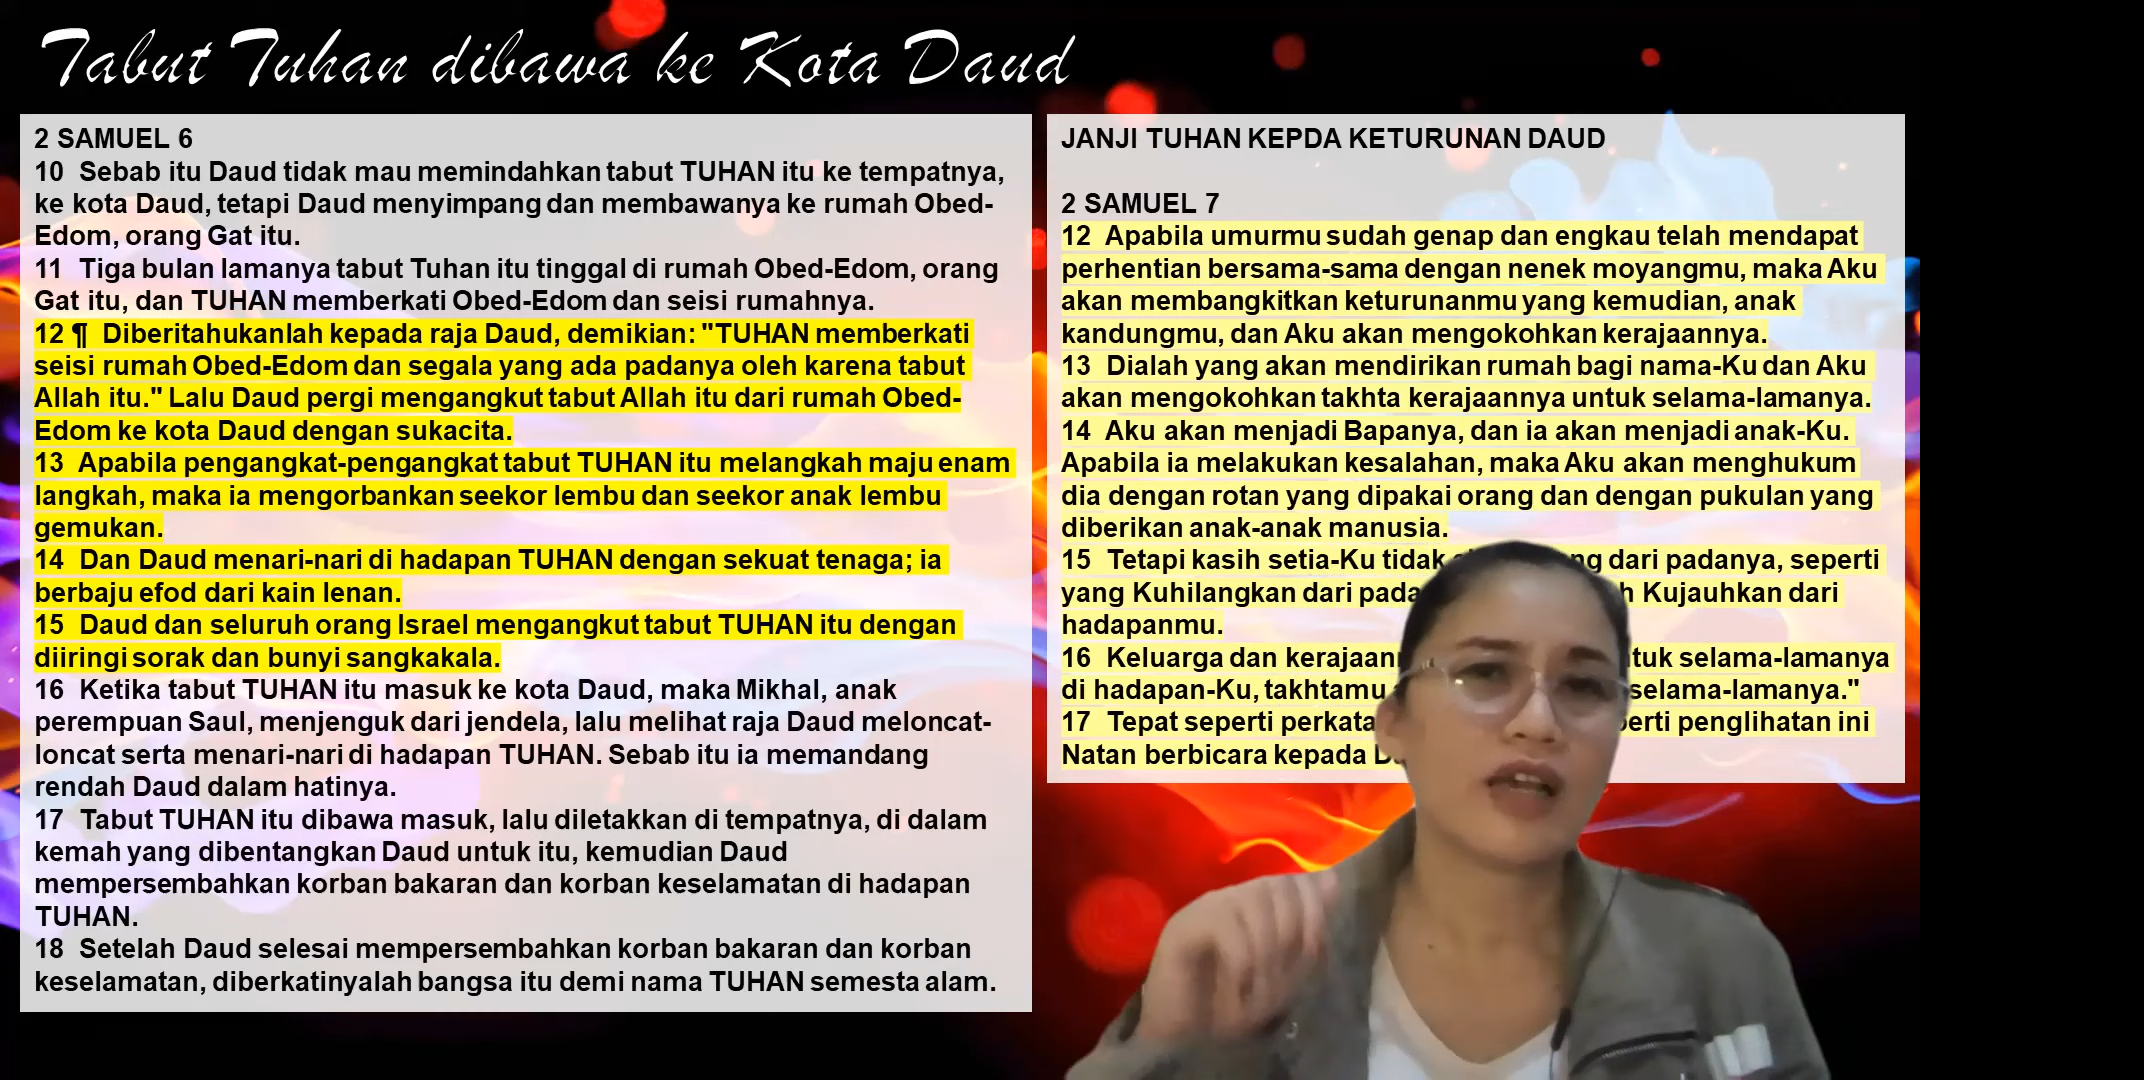 Tabut Tuhan dibawa ke Kota Daud
2 SAMUEL 6
10 Sebab itu Daud tidak mau memindahkan tabut TUHAN itu ke tempatnya,
ke kota Daud, tetapi Daud menyimpang dan membawanya ke rumah Obed-
Edom, orang Gat itu.
11 Tiga bulan lamanya tabut Tuhan itu tinggal di rumah Obed-Edom, orang
Gat itu, dan TUHAN memberkati Obed-Edom dan seisi rumahnya.
12 ¶ Diberitahukanlah kepada raja Daud, demikian: "TUHAN memberkati
seisi rumah Obed-Edom dan segala yang ada padanya oleh karena tabut
Allah itu." Lalu Daud pergi mengangkut tabut Allah itu dari rumah Obed-
Edom ke kota Daud dengan sukacita.
13 Apabila pengangkat-pengangkat tabut TUHAN itu melangkah maju enam
langkah, maka ia mengorbankan seekor lembu dan seekor anak lembu
gemukan.
14 Dan Daud menari-nari di hadapan TUHAN dengan sekuat tenaga; ia
berbaju efod dari kain lenan.
15 Daud dan seluruh orang Israel mengangkut tabut TUHAN itu dengan
diiringi sorak dan bunyi sangkakala.
16 Ketika tabut TUHAN itu masuk ke kota Daud, maka Mikhal, anak
perempuan Saul, menjenguk dari jendela, lalu melihat raja Daud meloncat-
loncat serta menari-nari di hadapan TUHAN. Sebab itu ia memandang
rendah Daud dalam hatinya.
17 Tabut TUHAN itu dibawa masuk, lalu diletakkan di tempatnya, di dalam
kemah yang dibentangkan Daud untuk itu, kemudian Daud
mempersembahkan korban bakaran dan korban keselamatan di hadapan
TUHAN.
18 Setelah Daud selesai mempersembahkan korban bakaran dan korban
keselamatan, diberkatinyalah bangsa itu demi nama TUHAN semesta alam.
JANJI TUHAN KEPDA KETURUNAN DAUD
2 SAMUEL 7
12 Apabila umurmu sudah genap dan engkau telah mendapat
perhentian bersama-sama dengan nenek moyangmu, maka Aku
akan membangkitkan keturunanmu yang kemudian, anak
kandungmu, dan Aku akan mengokohkan kerajaannya.
13 Dialah yang akan mendirikan rumah bagi nama-Ku dan Aku
akan mengokohkan takhta kerajaannya untuk selama-lamanya.
14 Aku akan menjadi Bapanya, dan ia akan menjadi anak-Ku.
Apabila ia melakukan kesalahan, maka Aku akan menghukum
dia dengan rotan yang dipakai orang dan dengan pukulan yang
diberikan anak-anak manusia.
15 Tetapi kasih setia-Ku tidak dari padanya, seperti
yang Kuhilangkan dari Kujauhkan dari
hadapanmu.
16 Keluarga dan selama-lamanya
di hadapan-Ku, takhtamu selama-lamanya."
17 Tepat seperti penglihatan ini
Natan berbicara kepada